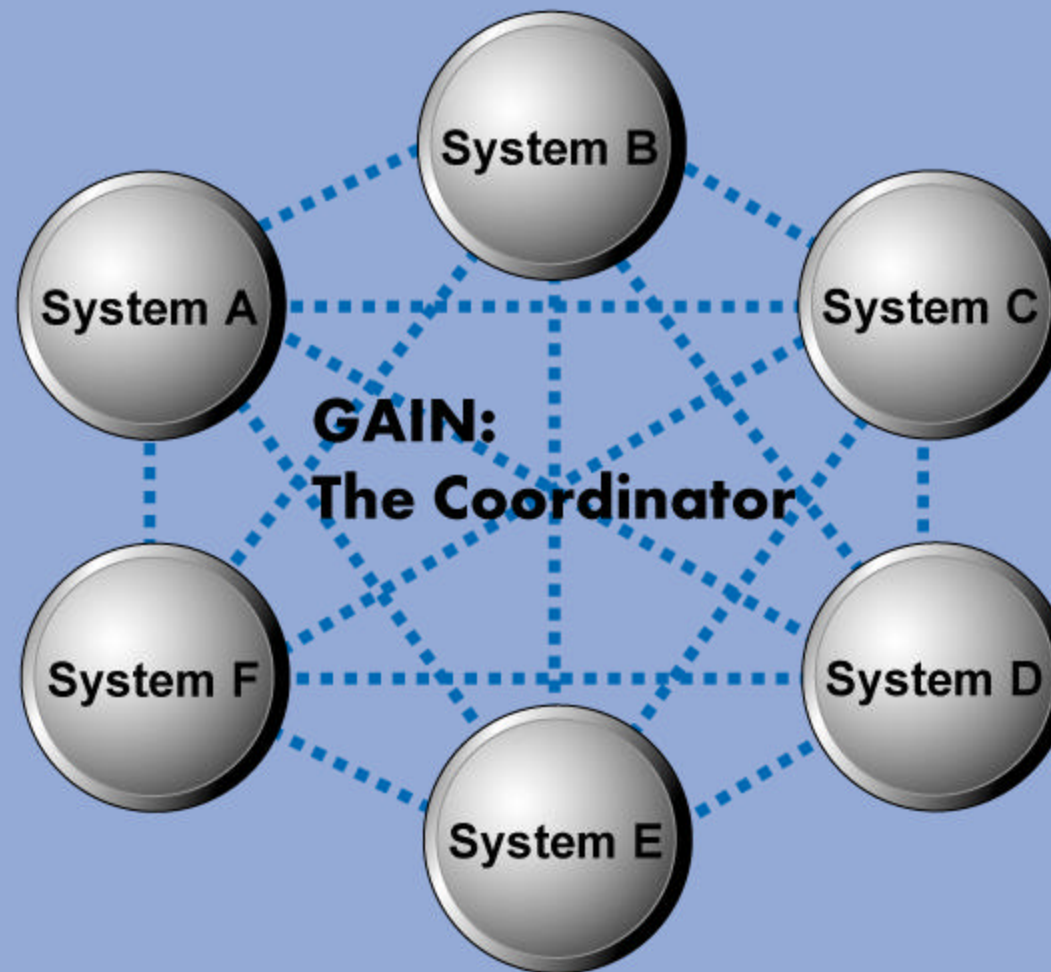 System B
System A
System C
GAIN:
The Coordinator
System F
System D
System E